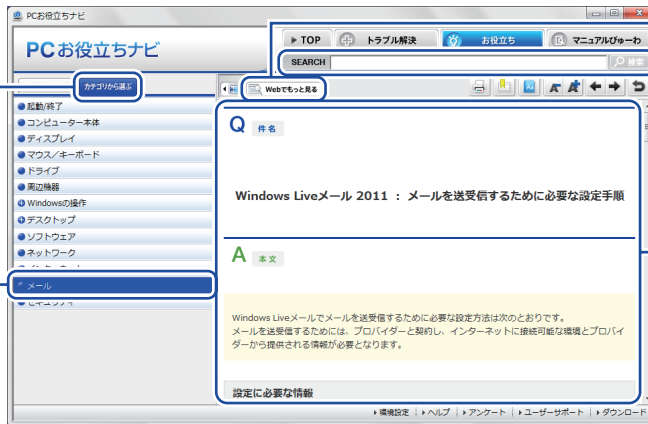 PCお役立ちナビ
PCお役立ちナビ
TOP
トラブル解決
お役立ち
マニュアルびゅーわ
SEARCH
検索
カテゴリから選ぶ
Webでもっと見る
起動/終了
コンピューター本体
ディスプレイ
マウス／キーボード
ドライブ
周辺機器
Windowsの操作
デスクトップ
ソフトウェア
ネットワーク
メール
セキュリティ
Q 件名
Windows Liveメール 2011 ： メールを送受信するために必要な設定手順
A 本文
Windows Liveメールでメールを送受信するために必要な設定方法は次のとおりです。
メールを送受信するためには、プロバイダーと契約し、インターネットに接続可能な環境とプロバイ
ダーから提供される情報が必要となります。
設定に必要な情報
環境設定 ヘルプ アンケート ユーザーサポート ダウンロード